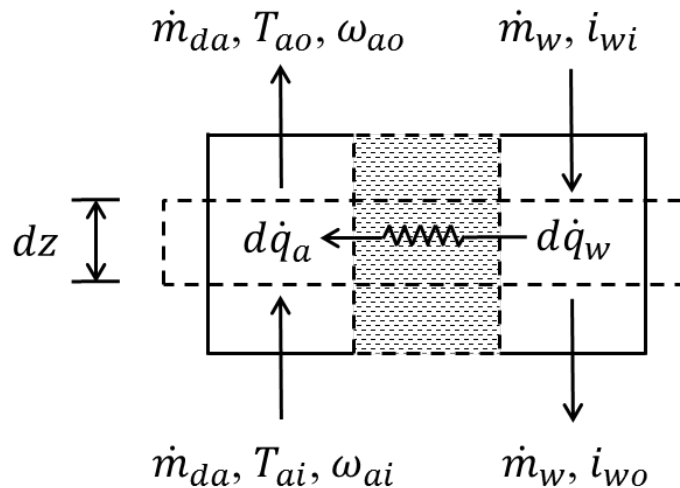 ṁ_da, T_ao, ω_ao ṁ_w, i_wi
dz dq̇_a dq̇_w
ṁ_da, T_ai, ω_ai ṁ_w, i_wo